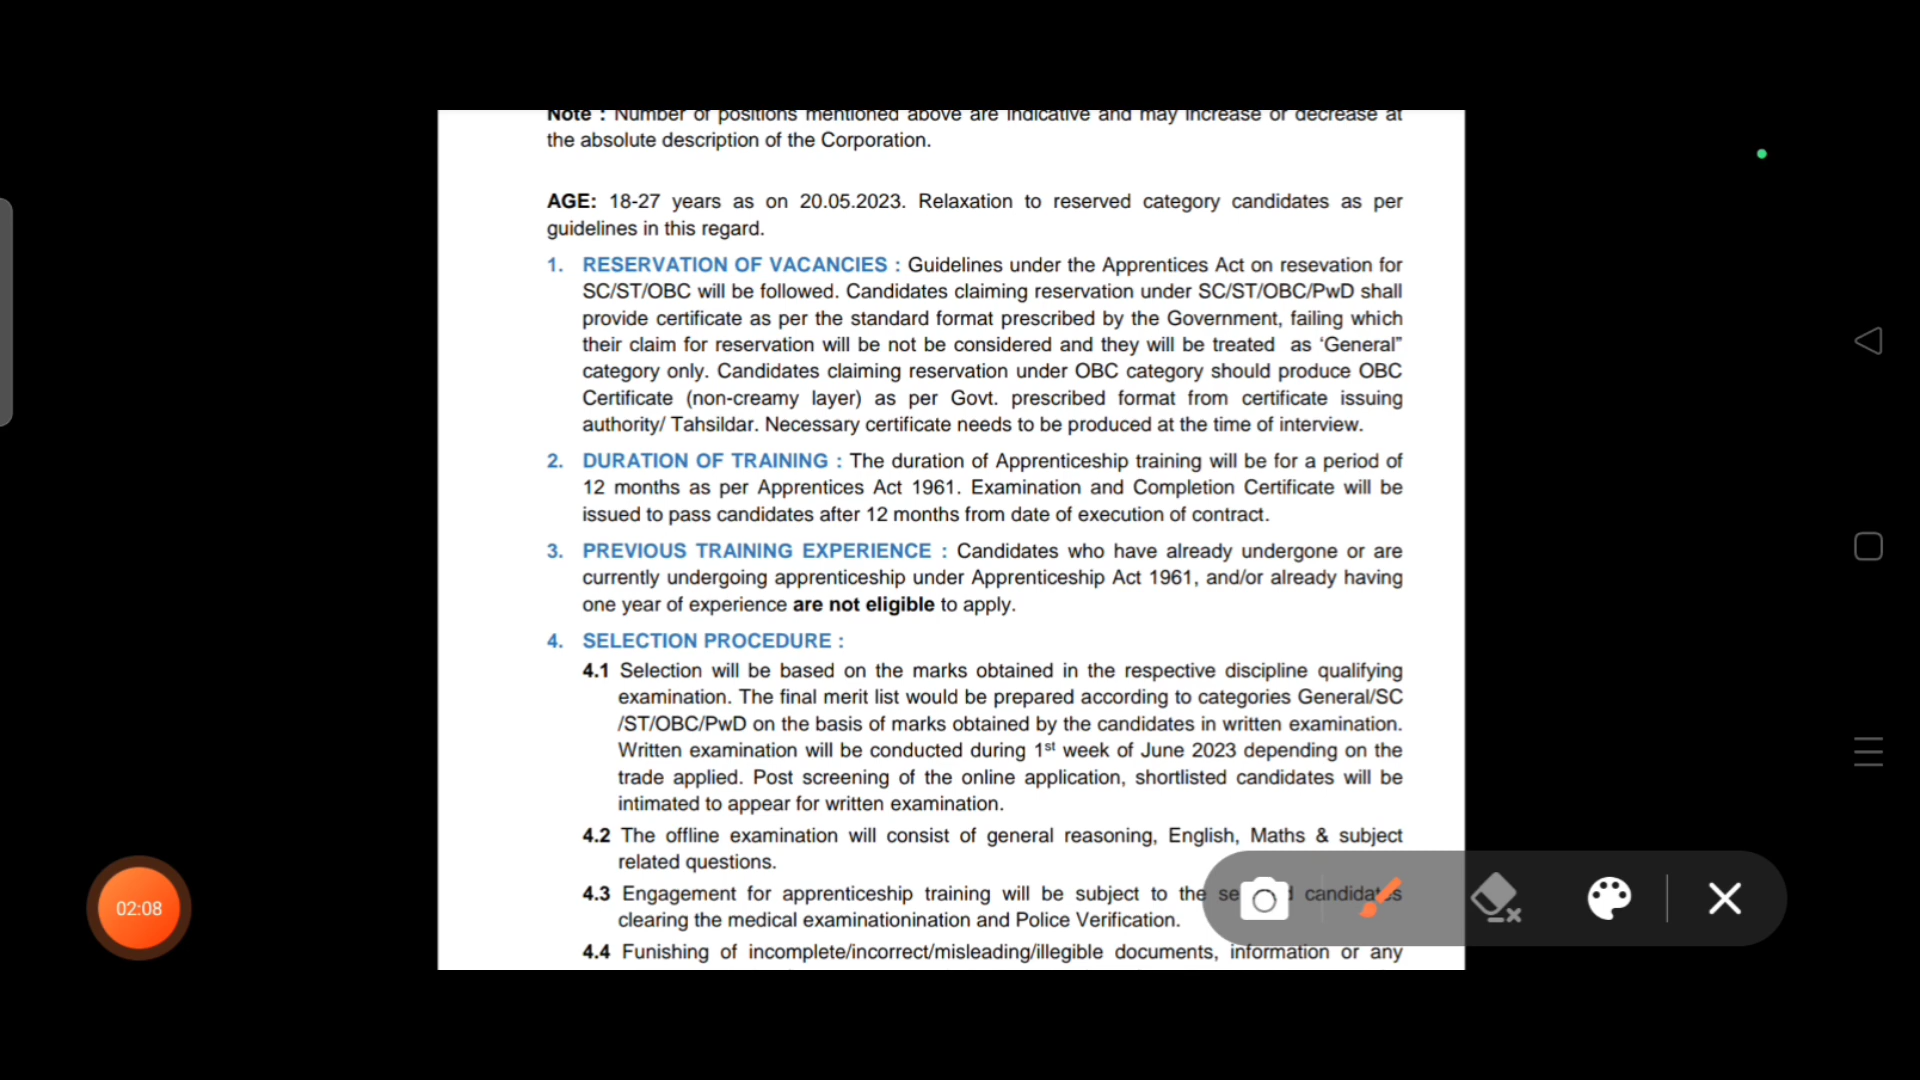 Note : Number of positions mentioned above are indicative and may increase or decrease at
the absolute description of the Corporation.
AGE: 18-27 years as on 20.05.2023. Relaxation to reserved category candidates as per
guidelines in this regard.
1. RESERVATION OF VACANCIES : Guidelines under the Apprentices Act on resevation for
SC/ST/OBC will be followed. Candidates claiming reservation under SC/ST/OBC/PwD shall
provide certificate as per the standard format prescribed by the Government, failing which
their claim for reservation will be not be considered and they will be treated as ‘General”
category only. Candidates claiming reservation under OBC category should produce OBC
Certificate (non-creamy layer) as per Govt. prescribed format from certificate issuing
authority/ Tahsildar. Necessary certificate needs to be produced at the time of interview.
2. DURATION OF TRAINING : The duration of Apprenticeship training will be for a period of
12 months as per Apprentices Act 1961. Examination and Completion Certificate will be
issued to pass candidates after 12 months from date of execution of contract.
3. PREVIOUS TRAINING EXPERIENCE : Candidates who have already undergone or are
currently undergoing apprenticeship under Apprenticeship Act 1961, and/or already having
one year of experience are not eligible to apply.
4. SELECTION PROCEDURE :
4.1 Selection will be based on the marks obtained in the respective discipline qualifying
examination. The final merit list would be prepared according to categories General/SC
/ST/OBC/PwD on the basis of marks obtained by the candidates in written examination.
Written examination will be conducted during 1st week of June 2023 depending on the
trade applied. Post screening of the online application, shortlisted candidates will be
intimated to appear for written examination.
4.2 The offline examination will consist of general reasoning, English, Maths & subject
related questions.
4.3 Engagement for apprenticeship training will be subject to the candidates
clearing the medical examinationination and Police Verification.
4.4 Funishing of incomplete/incorrect/misleading/illegible documents, information or any
02:08